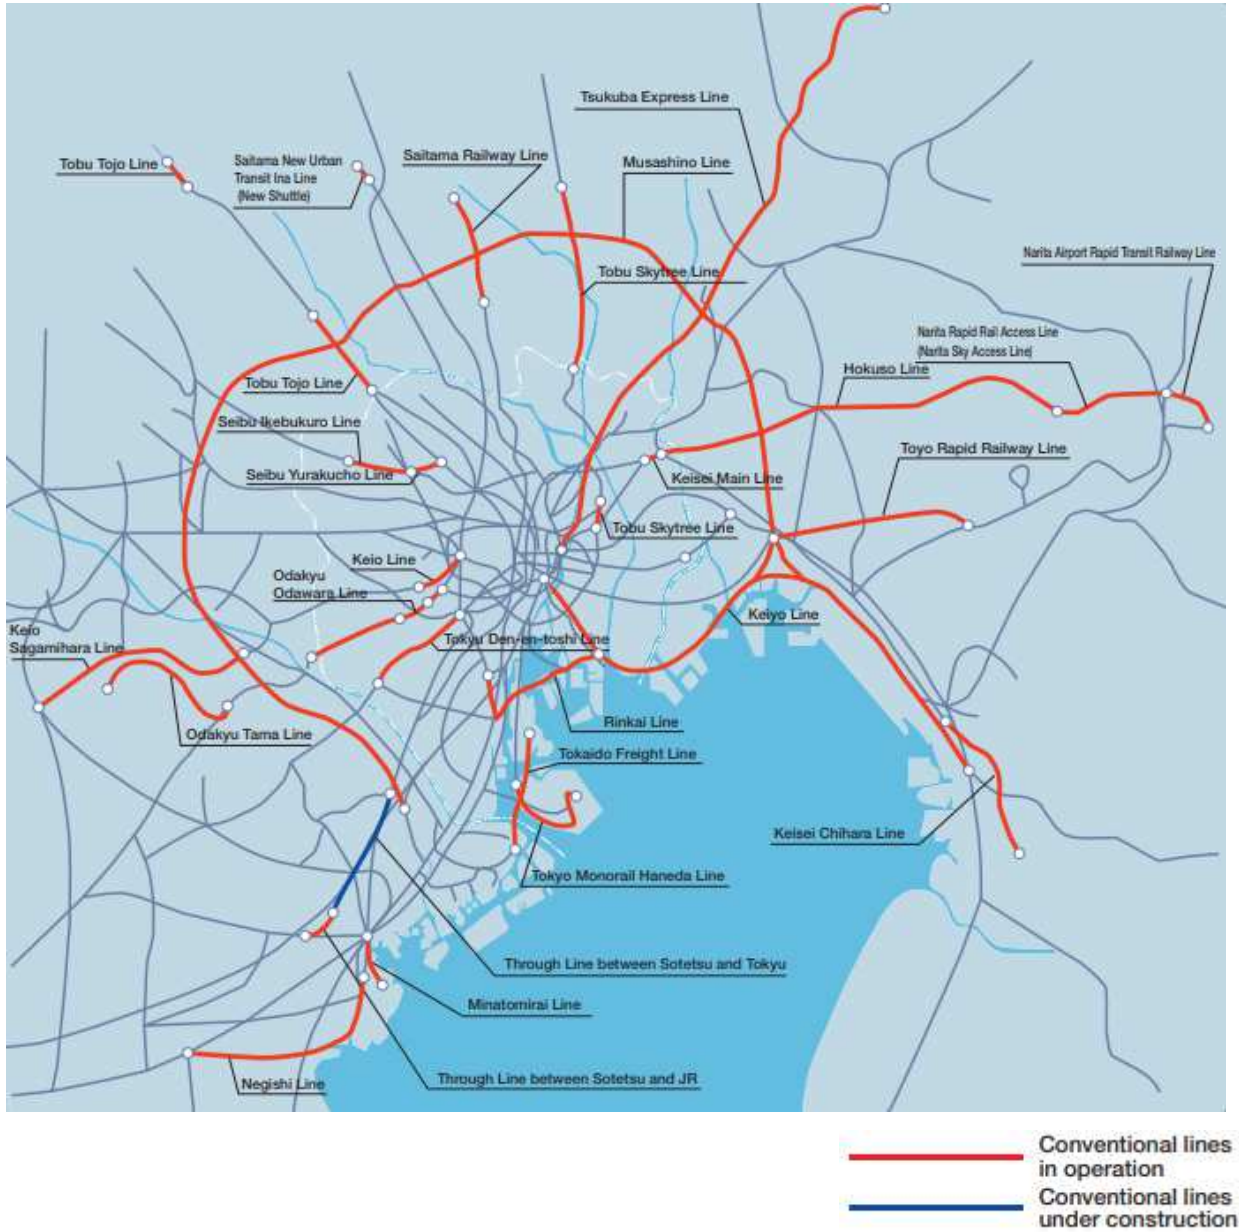 Tsukuba Express Line
Tobu Tojo Line
Saitama New Urban
Transit Ina Line
(New Shuttle)
Saitama Railway Line
Musashino Line
Narita Airport Rapid Transit Railway Line
Tobu Skytree Line
Narita Rapid Rail Access Line
(Narita Sky Access Line)
Hokuso Line
Tobu Tojo Line
Seibu Ikebukuro Line
Seibu Yurakucho Line
Toyo Rapid Railway Line
Keisei Main Line
Tobu Skytree Line
Keio Line
Odakyu
Odawara Line
Keiyo Line
Keio
Sagamihara Line
Tokyu Den-en-toshi Line
Rinkai Line
Odakyu Tama Line
Tokaido Freight Line
Keisei Chihara Line
Tokyo Monorail Haneda Line
Through Line between Sotetsu and Tokyu
Minatomirai Line
Through Line between Sotetsu and JR
Negishi Line
Conventional lines
in operation
Conventional lines
under construction